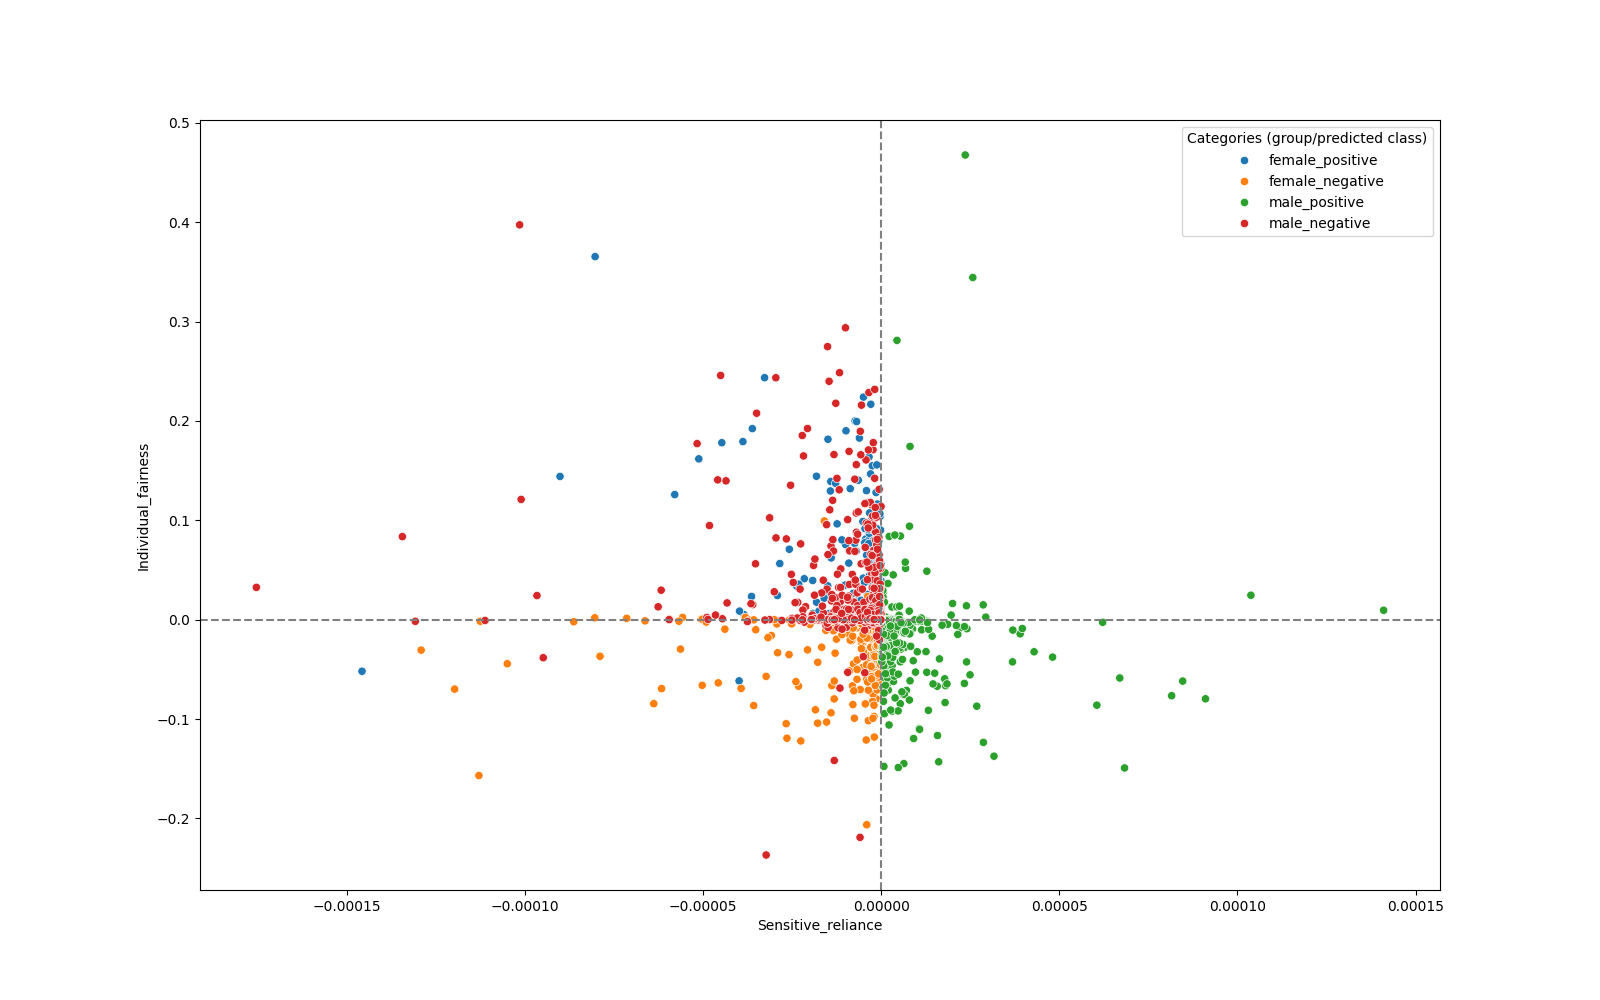 Categories (group/predicted class)
female_positive
female_negative
male_positive
male_negative
0.5
0.4
0.3
0.2
0.1
0.0
−0.1
−0.2
Individual_fairness
−0.00015
−0.00010
−0.00005
0.00000
0.00005
0.00010
0.00015
Sensitive_reliance